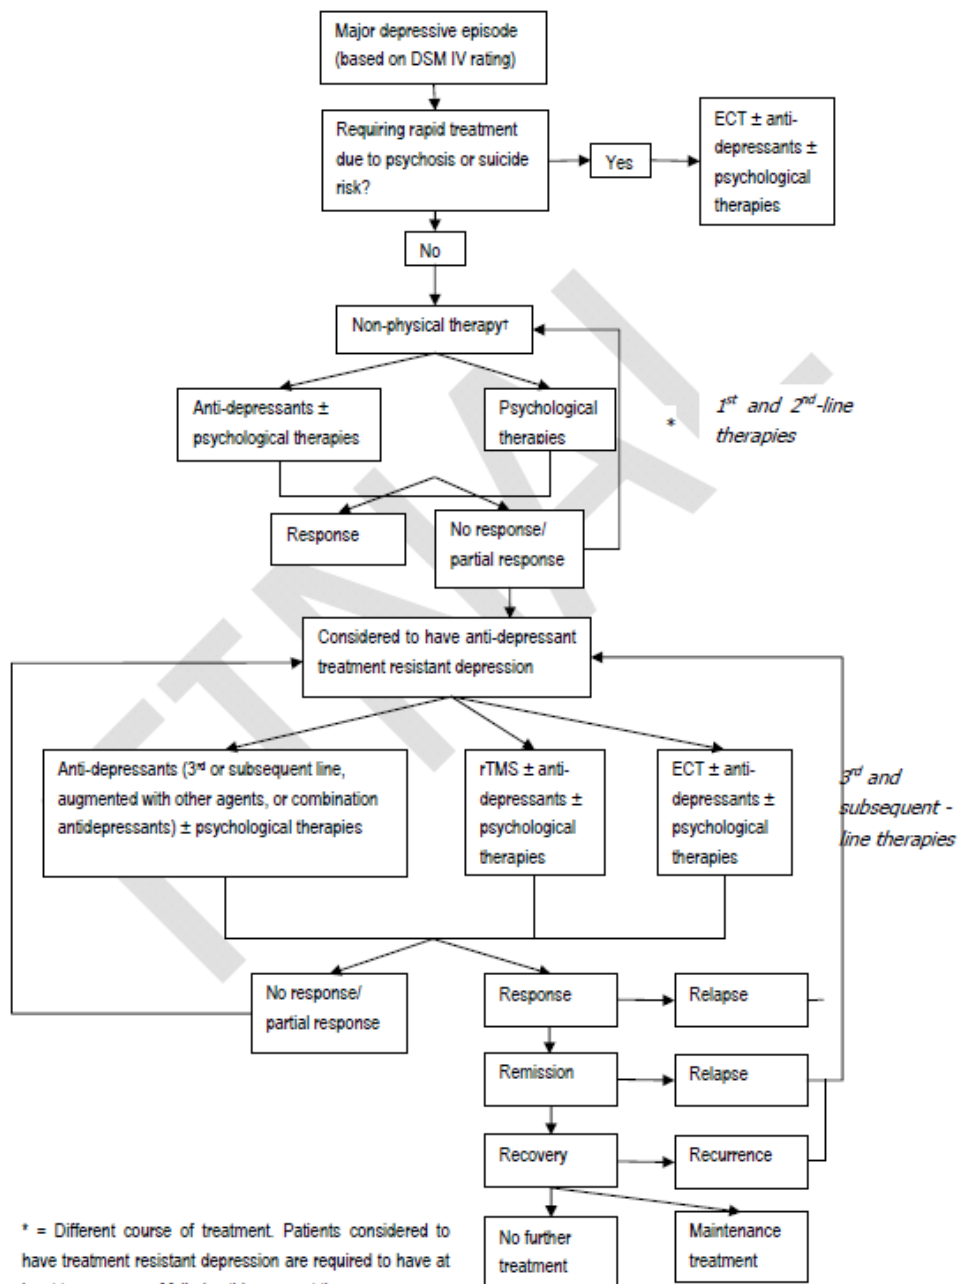 Major depressive episode
(based on DSM IV rating)
Requiring rapid treatment
due to psychosis or suicide
risk?
Yes
ECT ± anti-
depressants ±
psychological
therapies
No
Non-physical therapy†
Anti-depressants ±
psychological therapies
Psychological
therapies
*
1st and 2nd-line
therapies
Response
No response/
partial response
Considered to have anti-depressant
treatment resistant depression
Anti-depressants (3rd or subsequent line,
augmented with other agents, or combination
antidepressants) ± psychological therapies
rTMS ± anti-
depressants ±
psychological
therapies
ECT ± anti-
depressants ±
psychological
therapies
3rd and
subsequent -
line therapies
No response/
partial response
Response
Relapse
Remission
Relapse
Recovery
Recurrence
No further
treatment
Maintenance
treatment
* = Different course of treatment. Patients considered to
have treatment resistant depression are required to have at